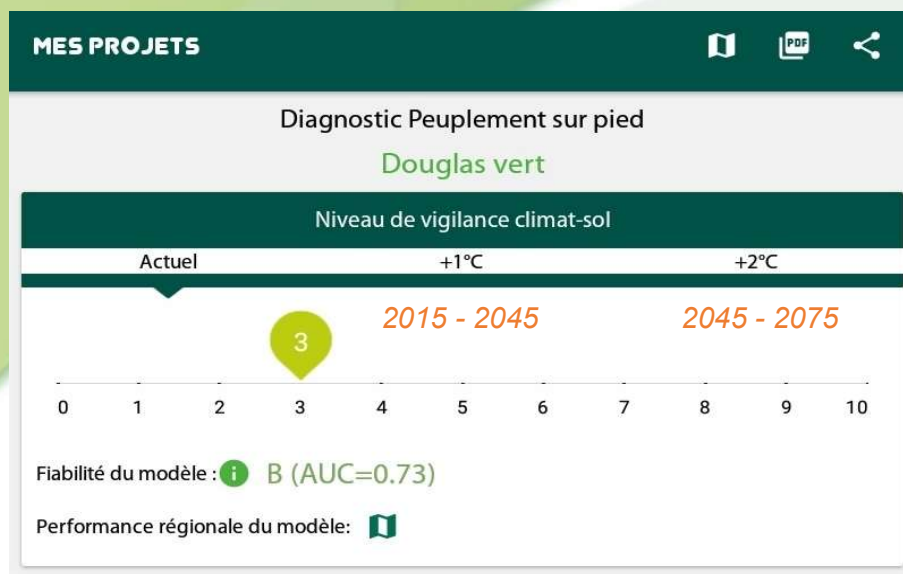 MES PROJETS
PDF
Diagnostic Peuplement sur pied
Douglas vert
Niveau de vigilance climat-sol
Actuel +1°C +2°C
2015 - 2045 2045 - 2075
3
0 1 2 3 4 5 6 7 8 9 10
Fiabilité du modèle : i B (AUC=0.73)
Performance régionale du modèle: